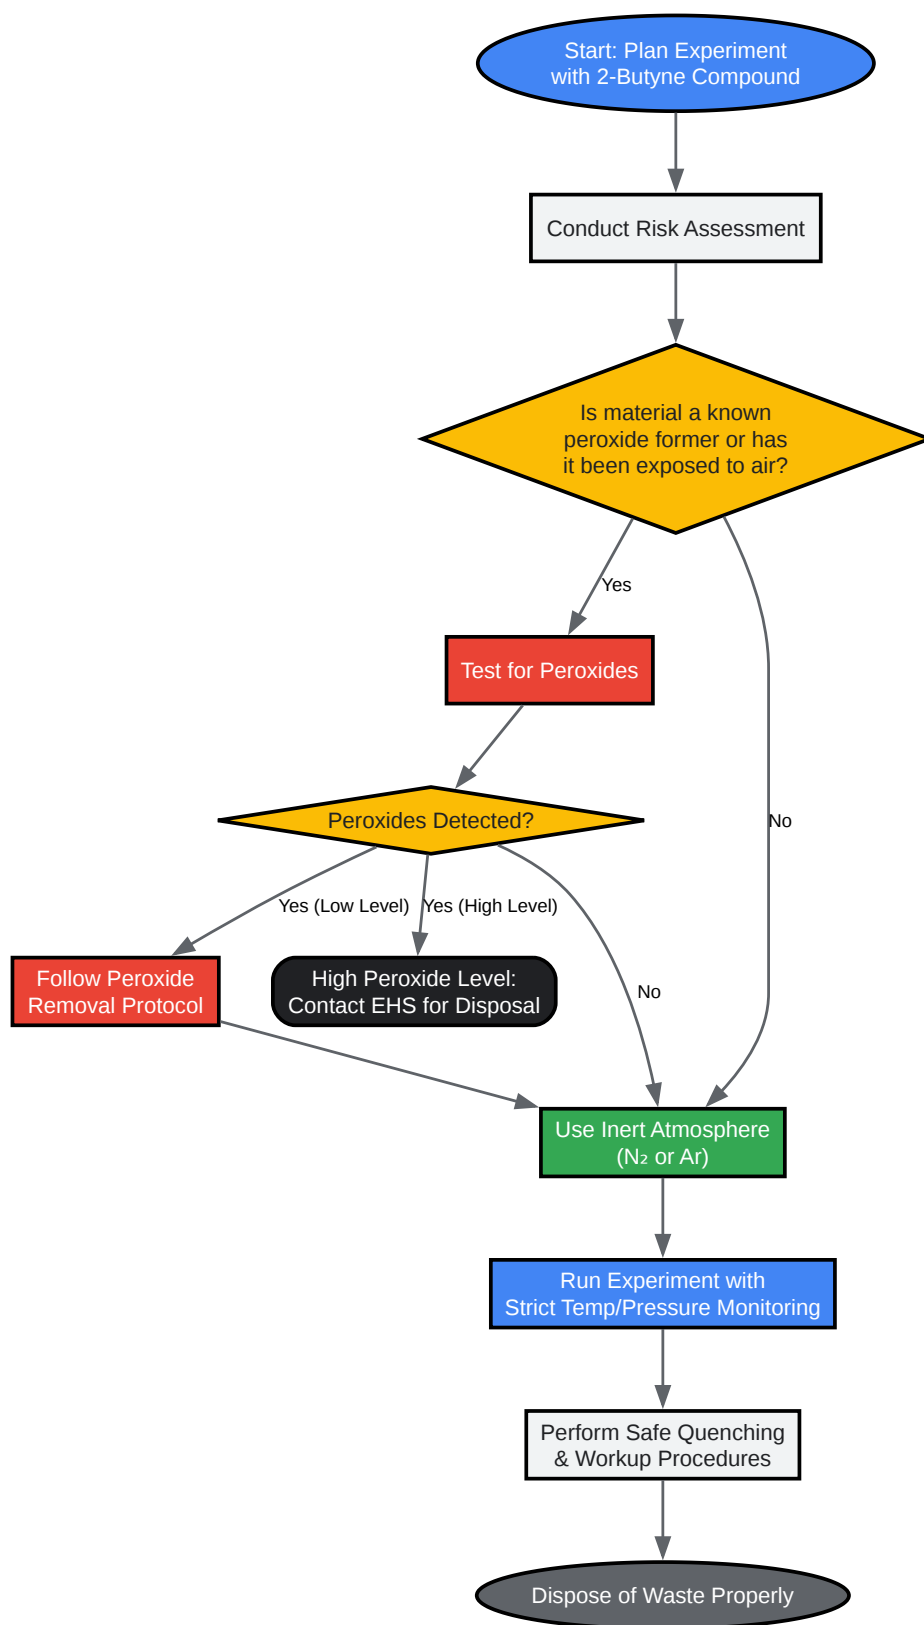 Start: Plan Experiment
with 2-Butyne Compound
Conduct Risk Assessment
Is material a known
peroxide former or has
it been exposed to air?
Yes
Test for Peroxides
Peroxides Detected?
No
Yes (Low Level)
Yes (High Level)
Follow Peroxide
Removal Protocol
High Peroxide Level:
Contact EHS for Disposal
No
Use Inert Atmosphere
(N₂ or Ar)
Run Experiment with
Strict Temp/Pressure Monitoring
Perform Safe Quenching
& Workup Procedures
Dispose of Waste Properly